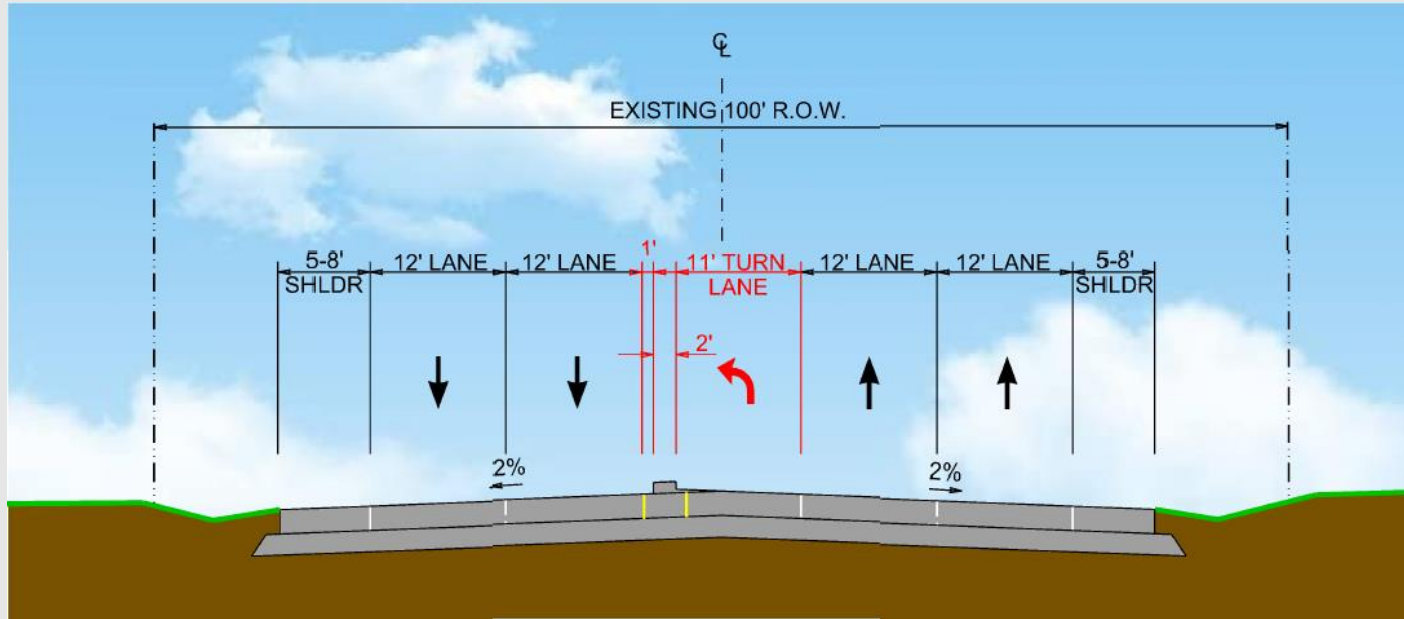 ℄
EXISTING 100' R.O.W.
1'
5-8' 12' LANE 12' LANE 11' TURN 12' LANE 12' LANE 5-8'
SHLDR LANE SHLDR
2'
2% 2%